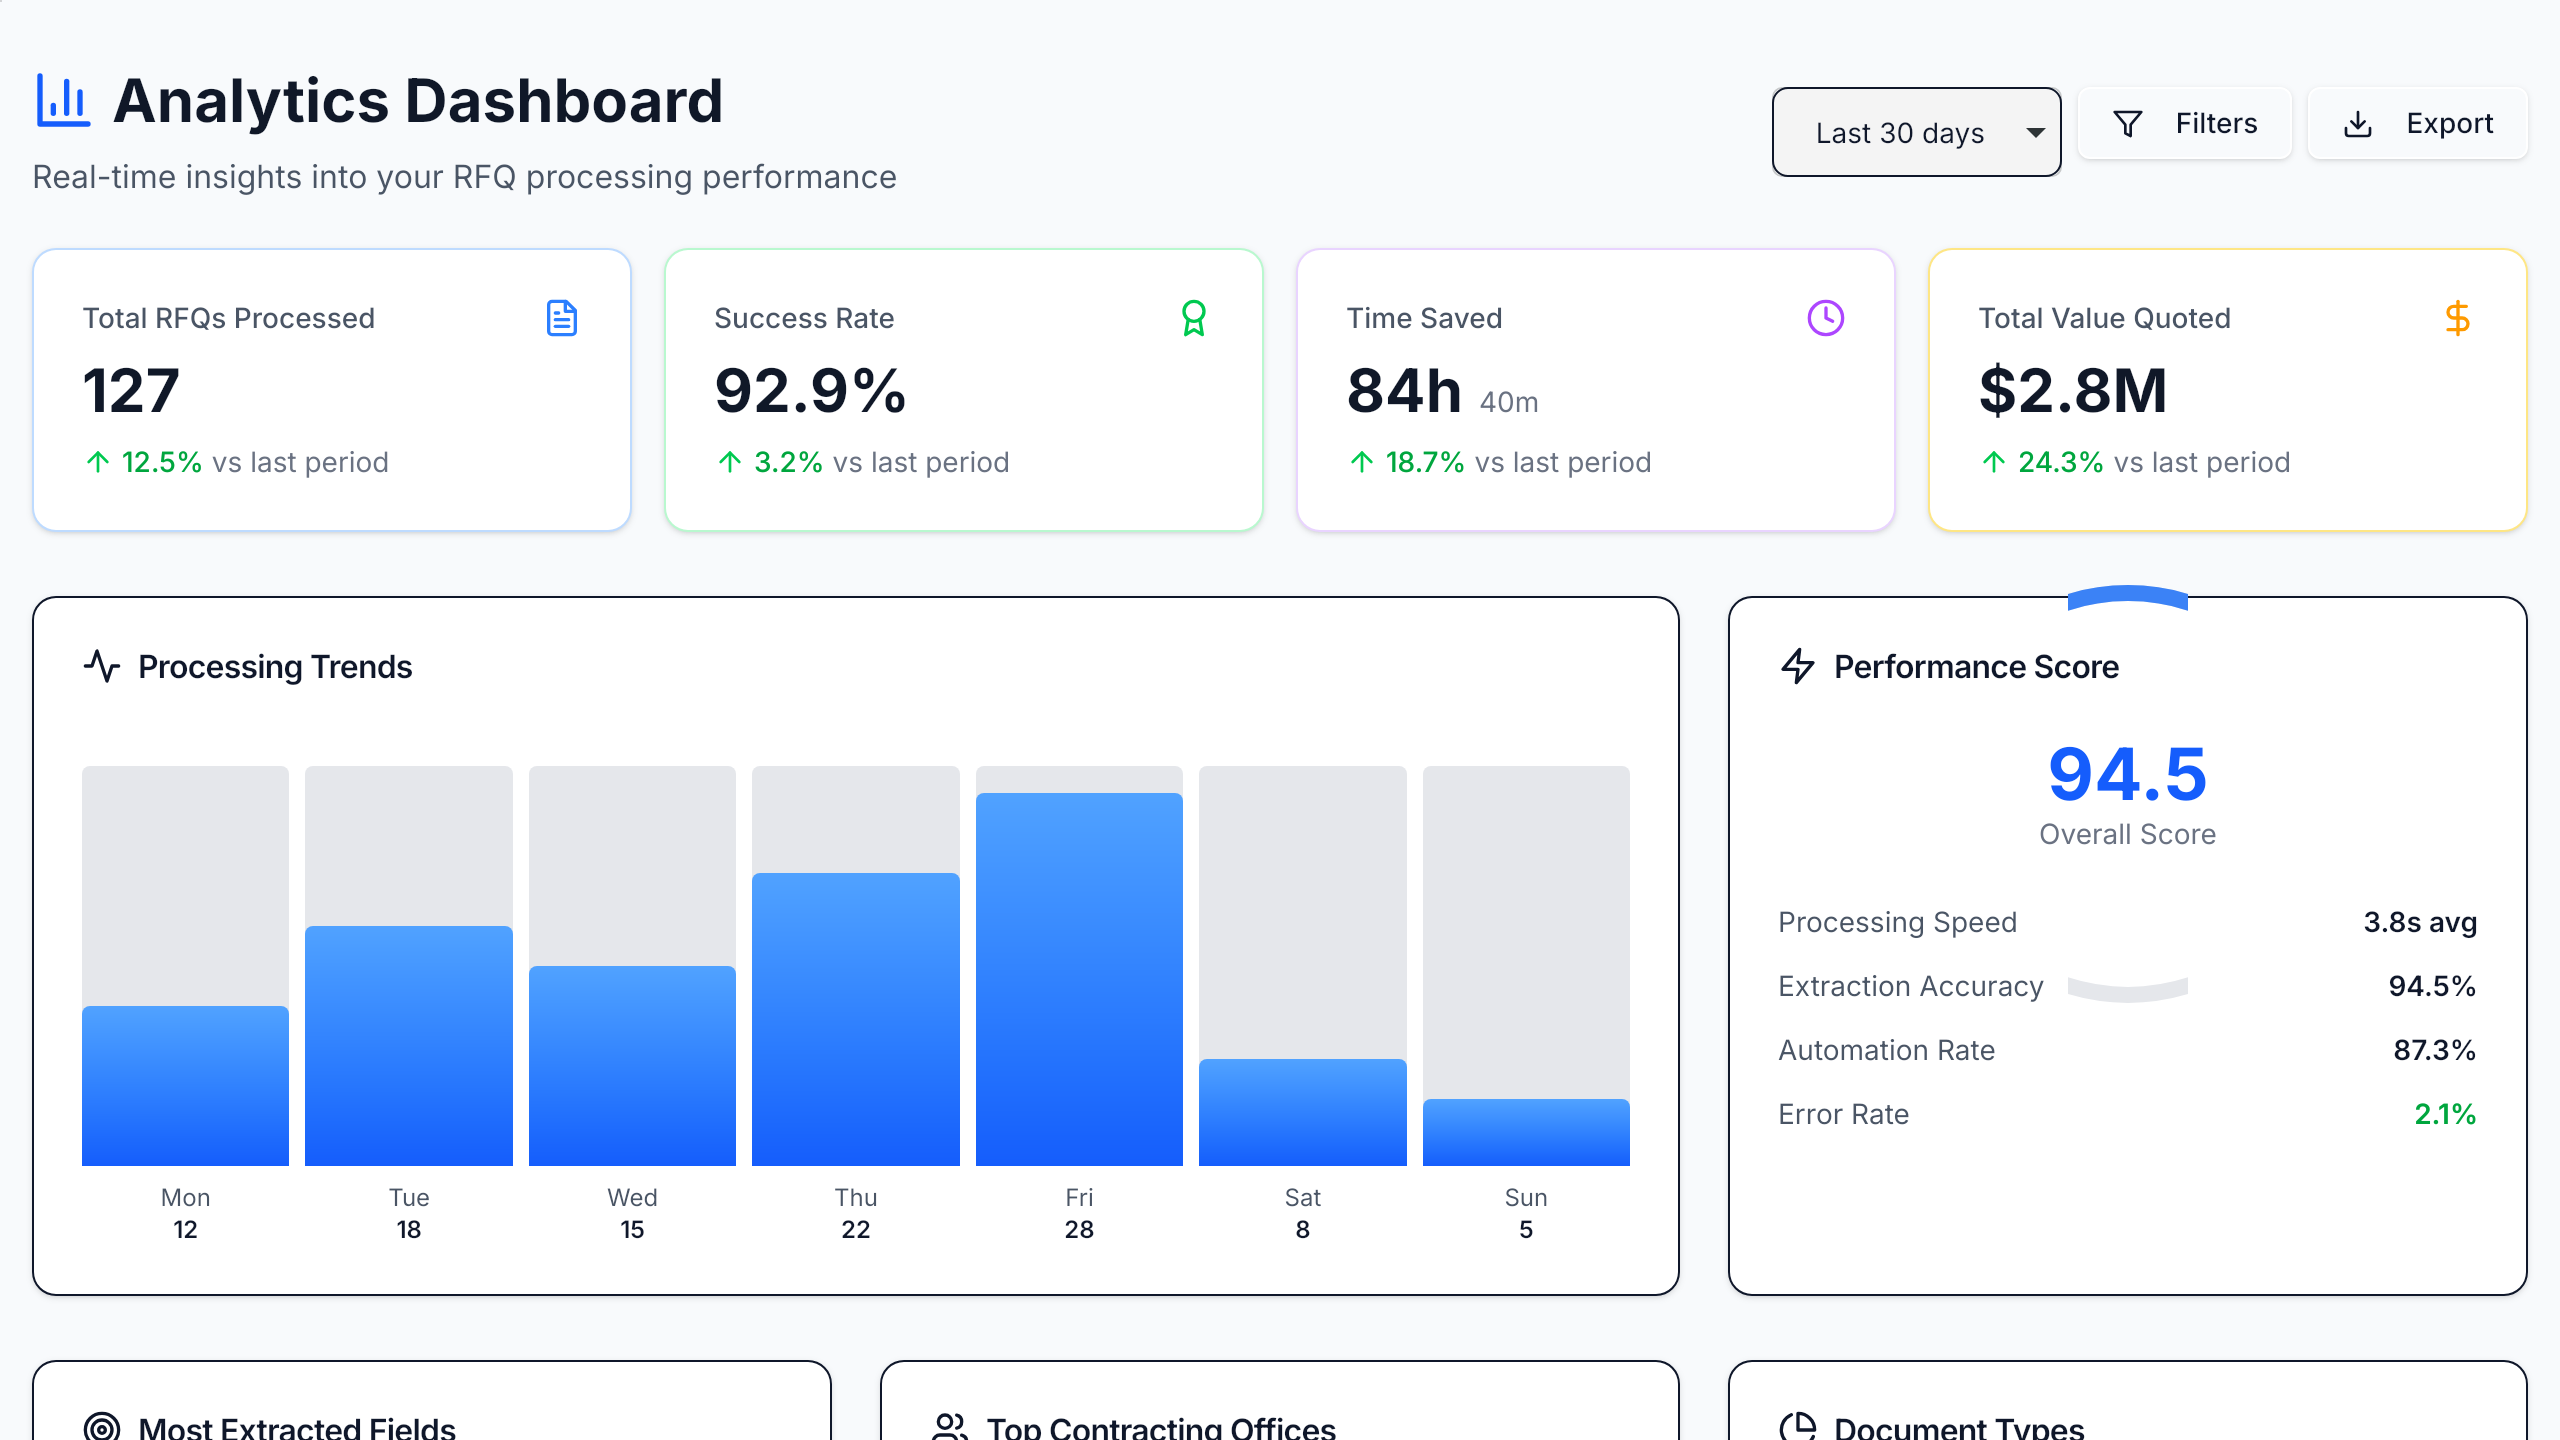 Analytics Dashboard
Real-time insights into your RFQ processing performance
Last 30 days
Filters
Export
Total RFQs Processed
127
12.5% vs last period
Success Rate
92.9%
3.2% vs last period
Time Saved
84h 40m
18.7% vs last period
Total Value Quoted
$2.8M
24.3% vs last period
Processing Trends
Mon
12
Tue
18
Wed
15
Thu
22
Fri
28
Sat
8
Sun
5
Performance Score
94.5
Overall Score
Processing Speed 3.8s avg
Extraction Accuracy 94.5%
Automation Rate 87.3%
Error Rate 2.1%
Most Extracted Fields
Top Contracting Offices
Document Types